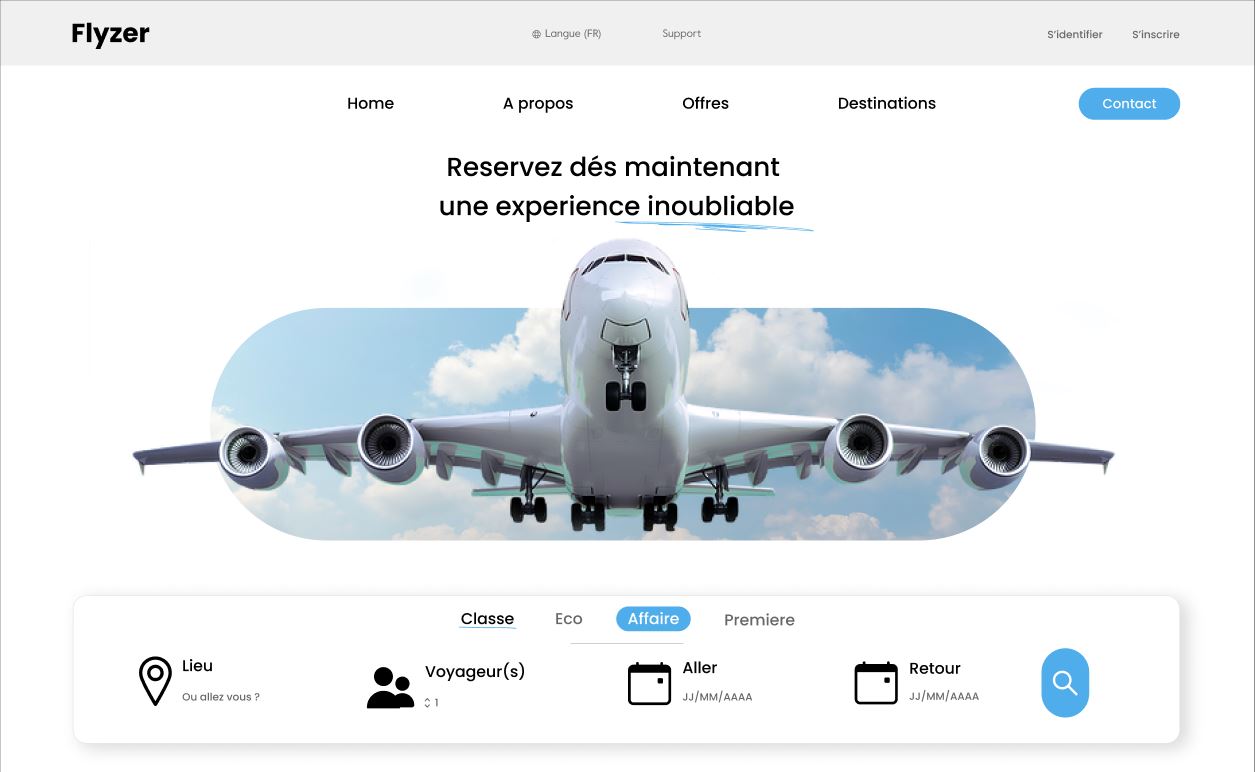 Flyzer
Langue (FR)
Support
S'identifier
S'inscrire
Home
A propos
Offres
Destinations
Contact
Reservez dés maintenant
une experience inoubliable
Classe
Eco
Affaire
Premiere
Lieu
Ou allez vous ?
Voyageur(s)
1
Aller
JJ/MM/AAAA
Retour
JJ/MM/AAAA